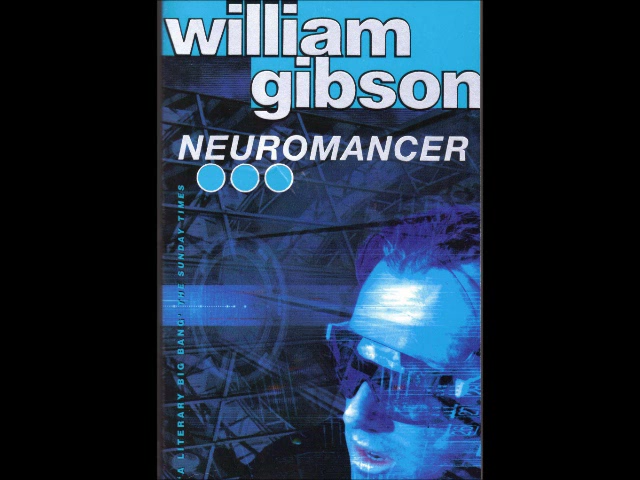 william
gibson
NEUROMANCER
'A LITERARY BIG BANG' THE SUNDAY TIMES